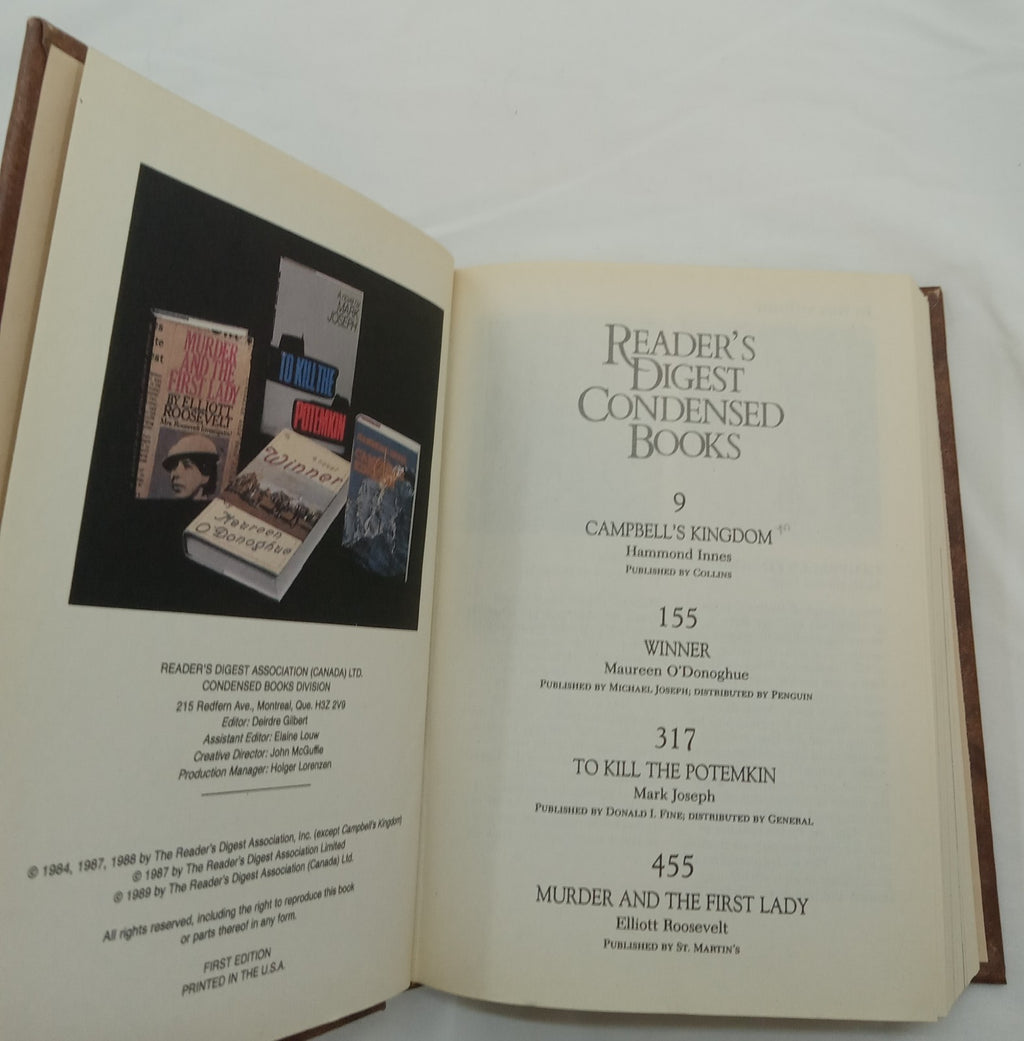 MURDER
AND THE
FIRST LADY
BY ELLIOTT
ROOSEVELT
A Novel by
MARK
JOSEPH
TO KILL THE
POTEMKIN
a novel
Winner
by
Maureen
O'Donoghue
READER'S DIGEST ASSOCIATION (CANADA) LTD.
CONDENSED BOOKS DIVISION
215 Redfern Ave., Montreal, Que. H3Z 2V9
Editor: Deirdre Gilbert
Assistant Editor: Elaine Louw
Creative Director: John McGuffie
Production Manager: Holger Lorenzen
© 1984, 1987, 1988 by The Reader's Digest Association, Inc. (except Campbell's Kingdom)
© 1987 by The Reader's Digest Association Limited
© 1989 by The Reader's Digest Association (Canada) Ltd.
All rights reserved, including the right to reproduce this book
or parts thereof in any form.
FIRST EDITION
PRINTED IN THE U.S.A.
READER'S
DIGEST
CONDENSED
BOOKS
9
CAMPBELL'S KINGDOM
Hammond Innes
PUBLISHED BY COLLINS
155
WINNER
Maureen O'Donoghue
PUBLISHED BY MICHAEL JOSEPH; DISTRIBUTED BY PENGUIN
317
TO KILL THE POTEMKIN
Mark Joseph
PUBLISHED BY DONALD I. FINE; DISTRIBUTED BY GENERAL
455
MURDER AND THE FIRST LADY
Elliott Roosevelt
PUBLISHED BY ST. MARTIN'S